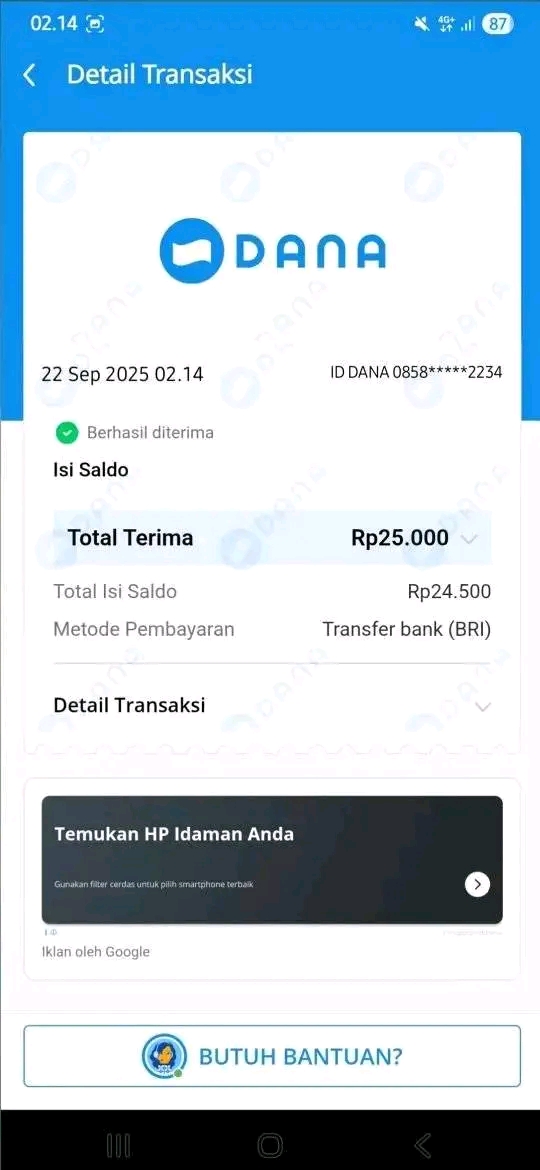 02.14 4G+ 87
Detail Transaksi
DANA
22 Sep 2025 02.14 ID DANA 0858*****2234
Berhasil diterima
Isi Saldo
Total Terima Rp25.000
Total Isi Saldo Rp24.500
Metode Pembayaran Transfer bank (BRI)
Detail Transaksi
Temukan HP Idaman Anda
Gunakan filter cerdas untuk pilih smartphone terbaik
Iklan oleh Google
BUTUH BANTUAN?